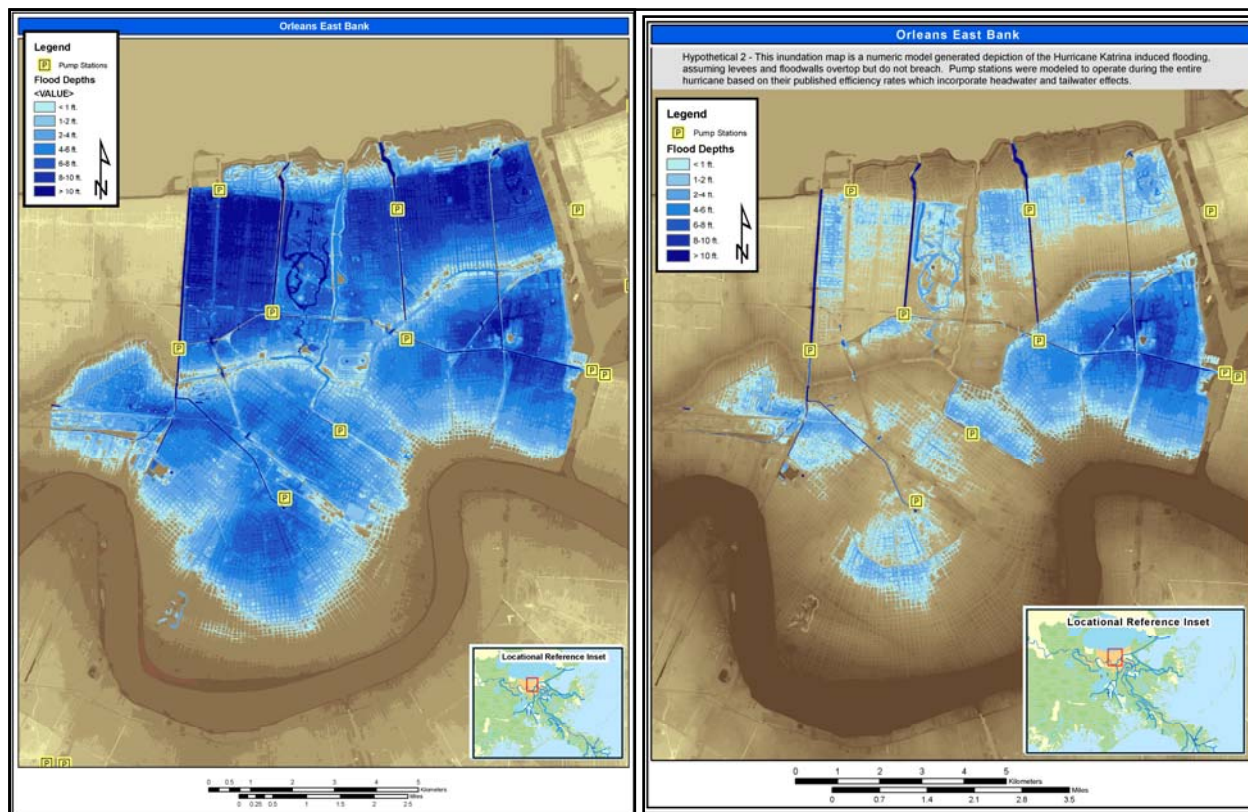 Orleans East Bank
Legend
P Pump Stations
Flood Depths
<VALUE>
< 1 ft.
1-2 ft.
2-4 ft.
4-6 ft.
6-8 ft.
8-10 ft.
> 10 ft.
N
P
P
P
P
P
P
P
P
P
P
P
P P
Locational Reference Inset
0 0.5 1 2 3 4 5
Kilometers
0 0.25 0.5 1 1.5 2 2.5
Miles
Orleans East Bank
Hypothetical 2 - This inundation map is a numeric model generated depiction of the Hurricane Katrina induced flooding,
assuming levees and floodwalls overtop but do not breach. Pump stations were modeled to operate during the entire
hurricane based on their published efficiency rates which incorporate headwater and tailwater effects.
Legend
P Pump Stations
Flood Depths
< 1 ft.
1-2 ft.
2-4 ft.
4-6 ft.
6-8 ft.
8-10 ft.
> 10 ft.
N
P
P
P
P
P
P
P
P
P
P
Locational Reference Inset
0 1 2 3 4 5
Kilometers
0 0.7 1.4 2.1 2.8 3.5
Miles